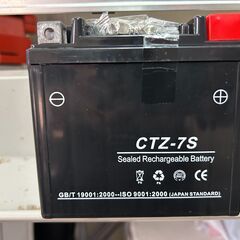 CTZ-7S
Sealed Rechargeable Battery
GB/T 19001:2000--ISO 9001:2000 (JAPAN STANDARD)